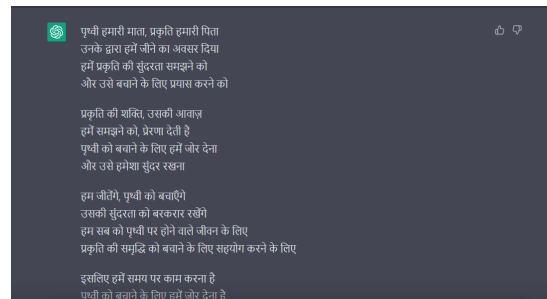 पृथ्वी हमारी माता, प्रकृति हमारी पिता
उनके द्वारा हमें जीने का अवसर दिया
हमें प्रकृति की सुंदरता समझने को
और उसे बचाने के लिए प्रयास करने को
प्रकृति की शक्ति, उसकी आवाज़
हमें समझने को, प्रेरणा देती है
पृथ्वी को बचाने के लिए हमें जोर देना
और उसे हमेशा सुंदर रखना
हम जीतेंगे, पृथ्वी को बचाएँगे
उसकी सुंदरता को बरकरार रखेंगे
हम सब को पृथ्वी पर होने वाले जीवन के लिए
प्रकृति की समृद्धि को बचाने के लिए सहयोग करने के लिए
इसलिए हमें समय पर काम करना है
पृथ्वी को बचाने के लिए हमें जोर देना है